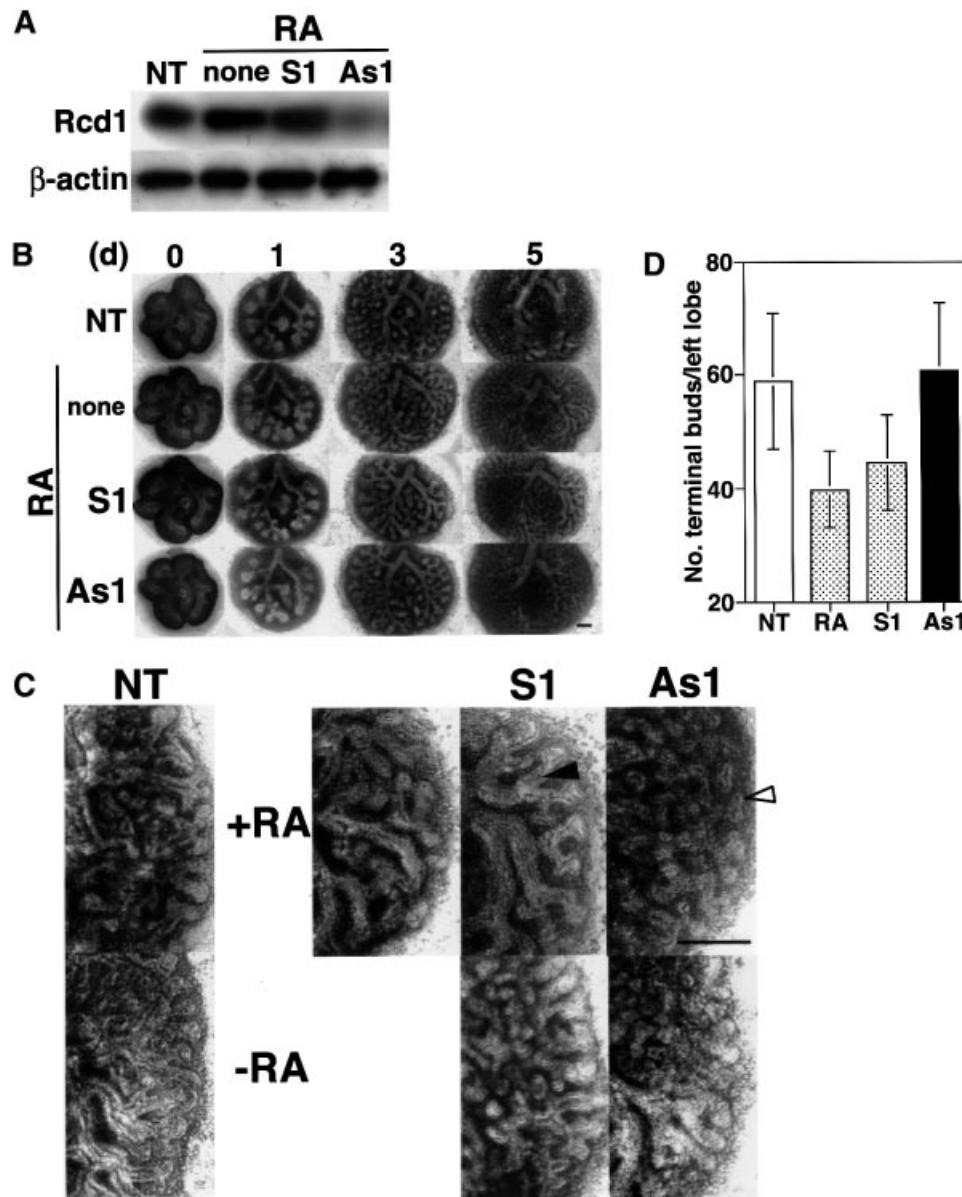 A
RA
NT none S1 As1
Rcd1
β-actin
B (d) 0 1 3 5
NT
none
S1
As1
RA
D
80
60
40
20
No. terminal buds/left lobe
NT RA S1 As1
C NT S1 As1
+RA
-RA